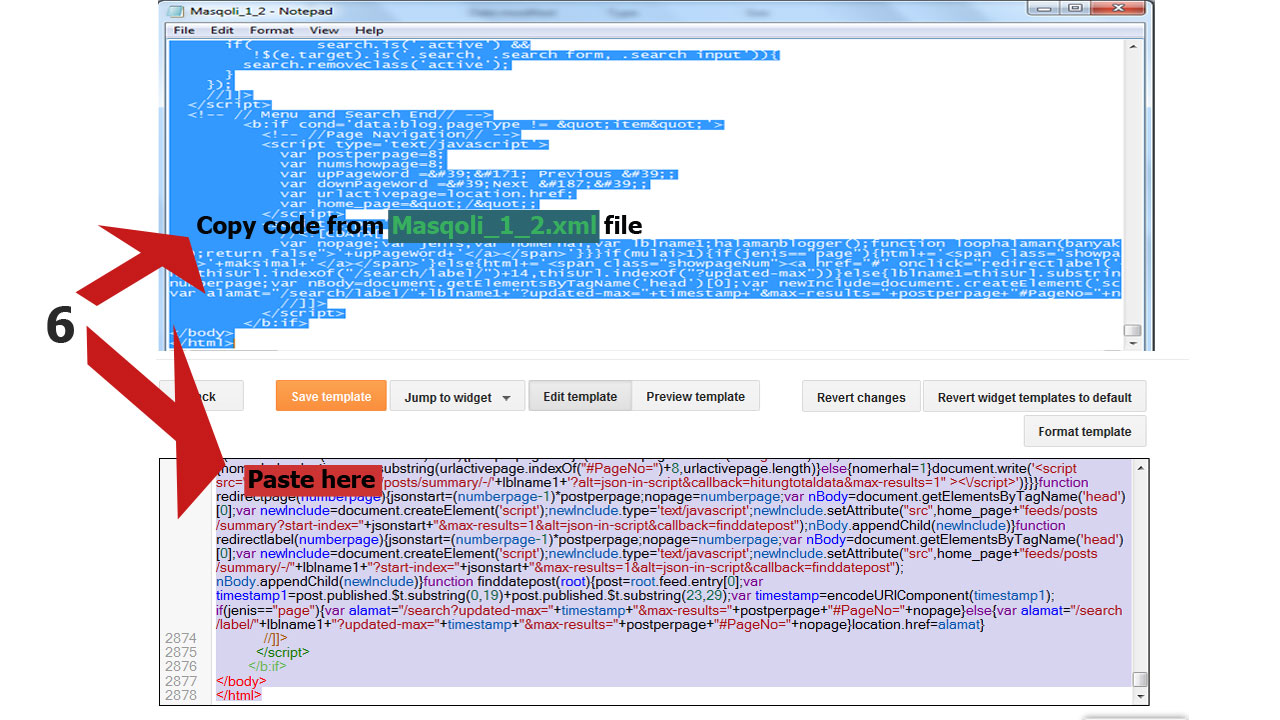 Masqoli_1_2 - Notepad
File Edit Format View Help
if( search.is('.active') &&
!$(e.target).is('.search, .search form, .search input')){
search.removeClass('active');
}
});
//]]>
</script>
<!-- // Menu and Search End// -->
<b:if cond='data:blog.pageType != &quot;item&quot;'>
<!-- //Page Navigation// -->
<script type='text/javascript'>
var postperpage=8;
var numshowpage=8;
var upPageWord =&#39;&#171; Previous &#39;;
var downPageWord =&#39;Next &#187;&#39;;
var urlactivepage=location.href;
var home_page=&quot;/&quot;;
</script>
Copy code from Masqoli_1_2.xml file
var nopage;var jenis;var nomerhal;var lblname1;halamanblogger();function loophalaman(banyak
;return false">'+upPageWord+'</a></span>'}}}if(mulai>1){if(jenis=="page"){html+='<span class="showpa
>'+maksimal+'</a></span>'}else{html+='<span class="showpageNum"><a href="#" onclick="redirectlabel('
(thisUrl.indexOf("/search/label/")+14,thisUrl.indexOf("?updated-max"))}else{lblname1=thisUrl.substrin
numberpage;var nBody=document.getElementsByTagName('head')[0];var newInclude=document.createElement('sc
var alamat="/search/label/"+lblname1+"?updated-max="+timestamp+"&max-results="+postperpage+"#PageNo="+n
//]]>
</script>
</b:if>
</body>
</html>
6
Save template Jump to widget Edit template Preview template Revert changes Revert widget templates to default
Format template
.substring(urlactivepage.indexOf("#PageNo=")+8,urlactivepage.length)}else{nomerhal=1}document.write('<script
Paste here
src=" /posts/summary/-/'+lblname1+'?alt=json-in-script&callback=hitungtotaldata&max-results=1" ><\/script>')}}}function
redirectpage(numberpage){jsonstart=(numberpage-1)*postperpage;nopage=numberpage;var nBody=document.getElementsByTagName('head')
[0];var newInclude=document.createElement('script');newInclude.type='text/javascript';newInclude.setAttribute("src",home_page+"feeds/posts
/summary?start-index="+jsonstart+"&max-results=1&alt=json-in-script&callback=finddatepost");nBody.appendChild(newInclude)}function
redirectlabel(numberpage){jsonstart=(numberpage-1)*postperpage;nopage=numberpage;var nBody=document.getElementsByTagName('head')
[0];var newInclude=document.createElement('script');newInclude.type='text/javascript';newInclude.setAttribute("src",home_page+"feeds/posts
/summary/-/"+lblname1+"?start-index="+jsonstart+"&max-results=1&alt=json-in-script&callback=finddatepost");
nBody.appendChild(newInclude)}function finddatepost(root){post=root.feed.entry[0];var
timestamp1=post.published.$t.substring(0,19)+post.published.$t.substring(23,29);var timestamp=encodeURIComponent(timestamp1);
if(jenis=="page"){var alamat="/search?updated-max="+timestamp+"&max-results="+postperpage+"#PageNo="+nopage}else{var alamat="/search
/label/"+lblname1+"?updated-max="+timestamp+"&max-results="+postperpage+"#PageNo="+nopage}location.href=alamat}
2874 //]]>
2875 </script>
2876 </b:if>
2877 </body>
2878 </html>